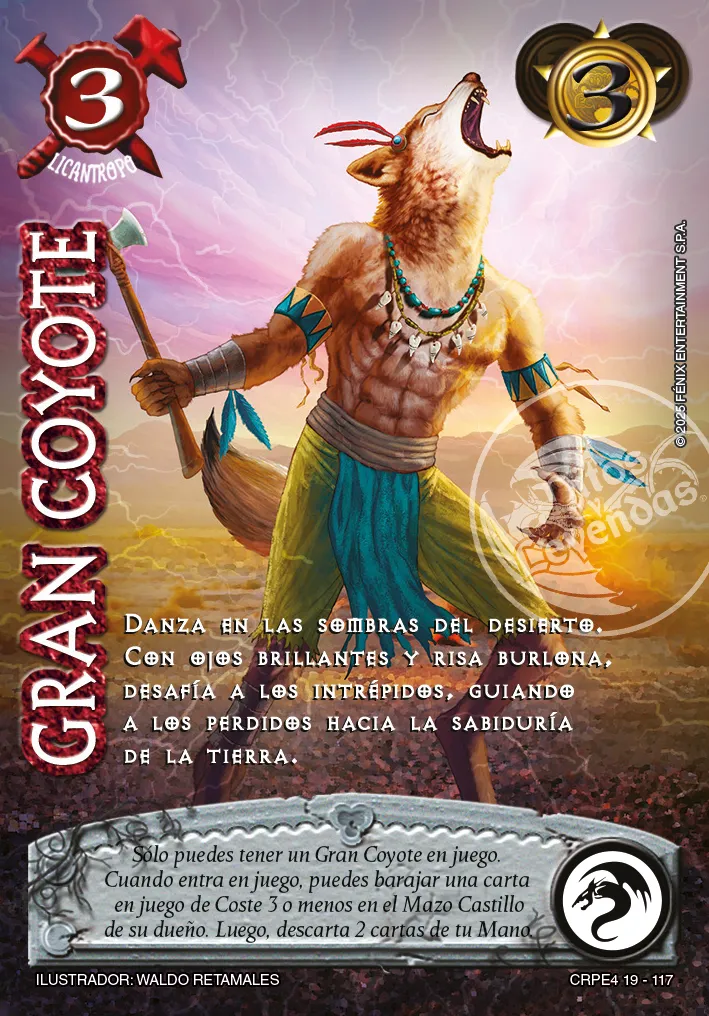 3
LICANTROPO
3
GRAN COYOTE
© 2025 FÉNIX ENTERTAINMENT S.P.A.
Mitos
y
Leyendas®
Danza en las sombras del desierto.
Con ojos brillantes y risa burlona,
desafía a los intrépidos, guiando
a los perdidos hacia la sabiduría
de la tierra.
Sólo puedes tener un Gran Coyote en juego.
Cuando entra en juego, puedes barajar una carta
en juego de Coste 3 o menos en el Mazo Castillo
de su dueño. Luego, descarta 2 cartas de tu Mano.
ILUSTRADOR: WALDO RETAMALES
CRPE4 19 - 117